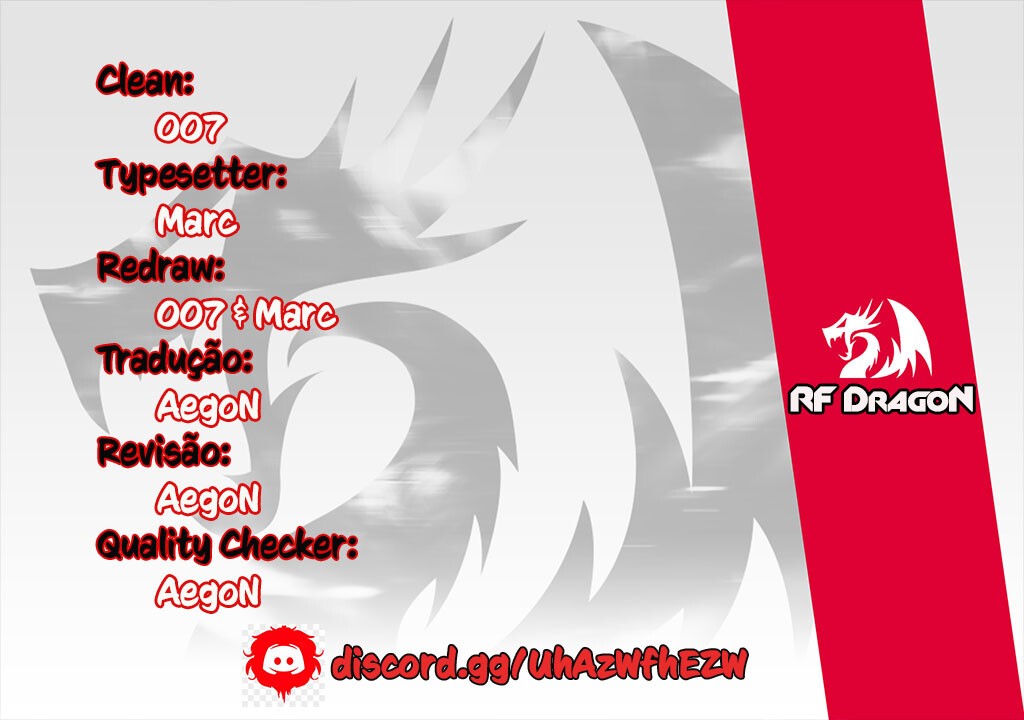 Clean:
007
Typesetter:
Marc
Redraw:
007 & Marc
Tradução:
AegoN
Revisão:
AegoN
Quality Checker:
AegoN
discord.gg/UhAzWfhEZW
RF DRAGON